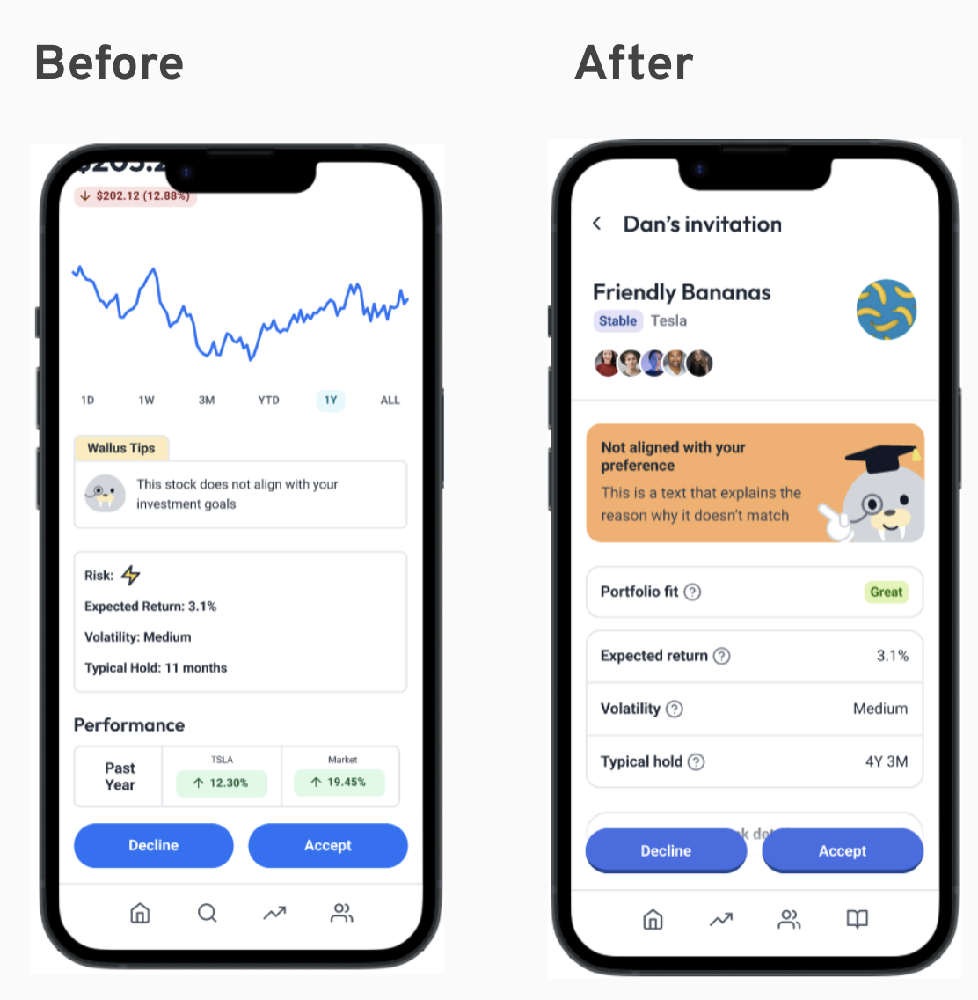 Before
After
$202.12 (12.88%)
1D 1W 3M YTD 1Y ALL
Wallus Tips
This stock does not align with your
investment goals
Risk:
Expected Return: 3.1%
Volatility: Medium
Typical Hold: 11 months
Performance
Past
Year
TSLA
12.30%
Market
19.45%
Decline
Accept
Dan's invitation
Friendly Bananas
Stable Tesla
Not aligned with your
preference
This is a text that explains the
reason why it doesn't match
Portfolio fit ? Great
Expected return ? 3.1%
Volatility ? Medium
Typical hold ? 4Y 3M
Decline
Accept